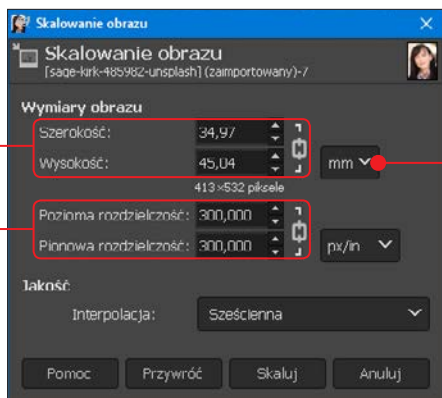 Skalowanie obrazu
Skalowanie obrazu
[sage-kirk-485982-unsplash] (zaimportowany)-7
Wymiary obrazu
Szerokość: 34,97
Wysokość: 45,04 mm
413×532 piksele
Pozioma rozdzielczość: 300,000
Pionowa rozdzielczość: 300,000 px/in
Jakość
Interpolacja: Sześcienna
Pomoc Przywróć Skaluj Anuluj